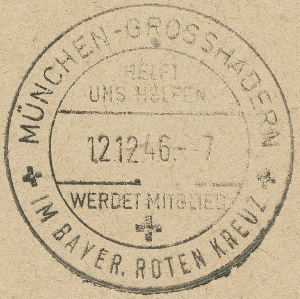 MÜNCHEN-GROSSHADERN
HELFT
UNS HELFEN
12.12.46.--7
WERDET MITGLIED
IM BAYER. ROTEN KREUZ